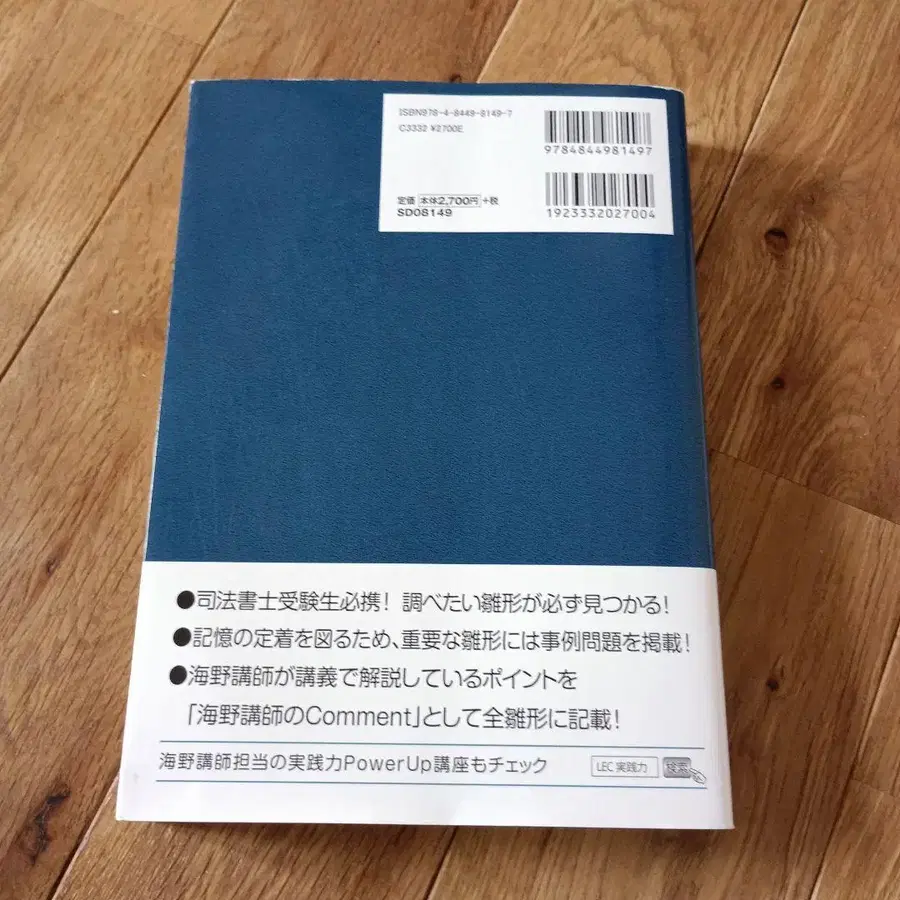 ISBN978-4-8449-8149-7
C3332 ¥2700E
定価 本体2,700円 +税
SD08149
9784844981497
1923332027004
●司法書士受験生必携! 調べたい雛形が必ず見つかる!
●記憶の定着を図るため、重要な雛形には事例問題を掲載!
●海野講師が講義で解説しているポイントを
「海野講師のComment」として全雛形に記載!
海野講師担当の実践力PowerUp講座もチェック
LEC 実践力 検索